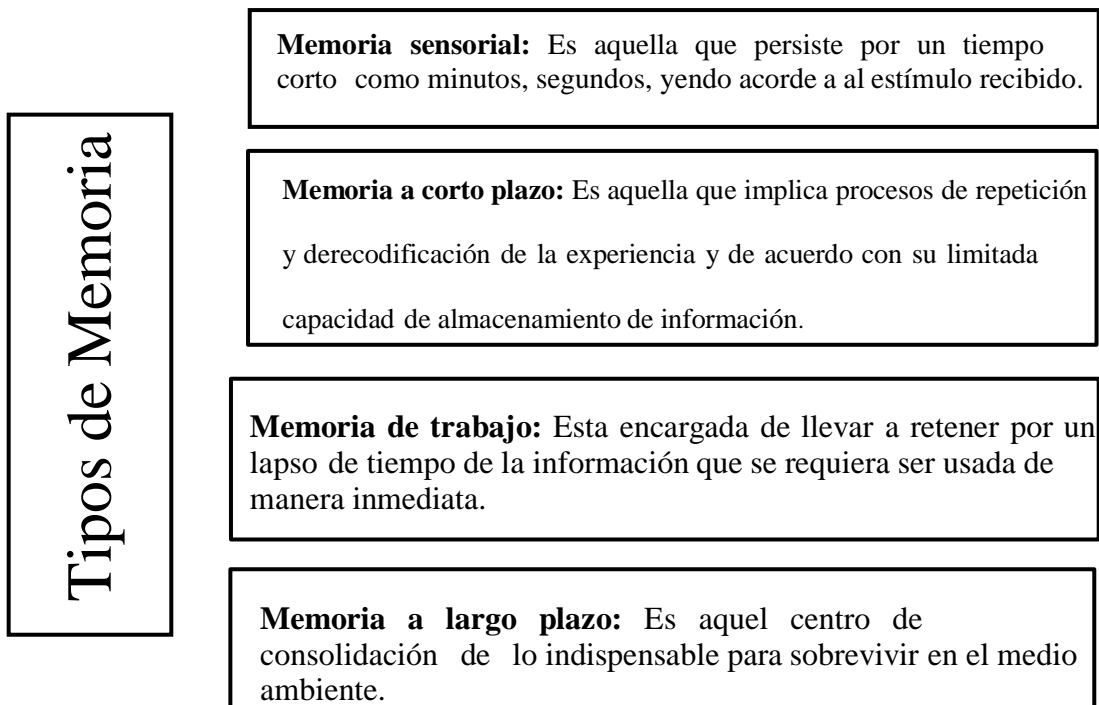 Tipos de Memoria
Memoria sensorial: Es aquella que persiste por un tiempo
corto como minutos, segundos, yendo acorde a al estímulo recibido.
Memoria a corto plazo: Es aquella que implica procesos de repetición
y derecodificación de la experiencia y de acuerdo con su limitada
capacidad de almacenamiento de información.
Memoria de trabajo: Esta encargada de llevar a retener por un
lapso de tiempo de la información que se requiera ser usada de
manera inmediata.
Memoria a largo plazo: Es aquel centro de
consolidación de lo indispensable para sobrevivir en el medio
ambiente.